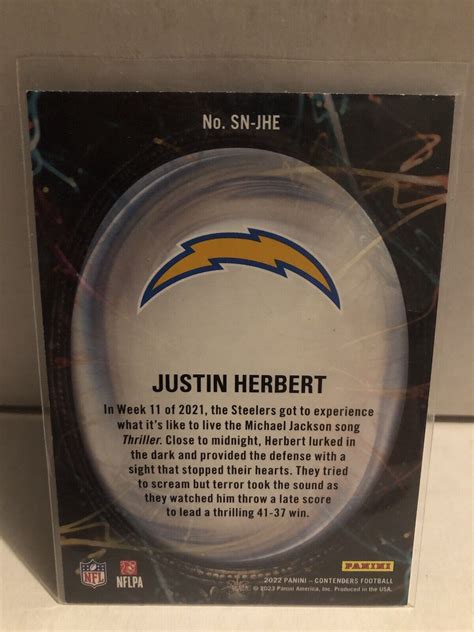 No. SN-JHE
JUSTIN HERBERT
In Week 11 of 2021, the Steelers got to experience
what it's like to live the Michael Jackson song
Thriller. Close to midnight, Herbert lurked in
the dark and provided the defense with a
sight that stopped their hearts. They tried
to scream but terror took the sound as
they watched him throw a late score
to lead a thrilling 41-37 win.
NFL
NFLPA
PANINI
2022 PANINI - CONTENDERS FOOTBALL
© 2023 Panini America, Inc. Produced in the USA.